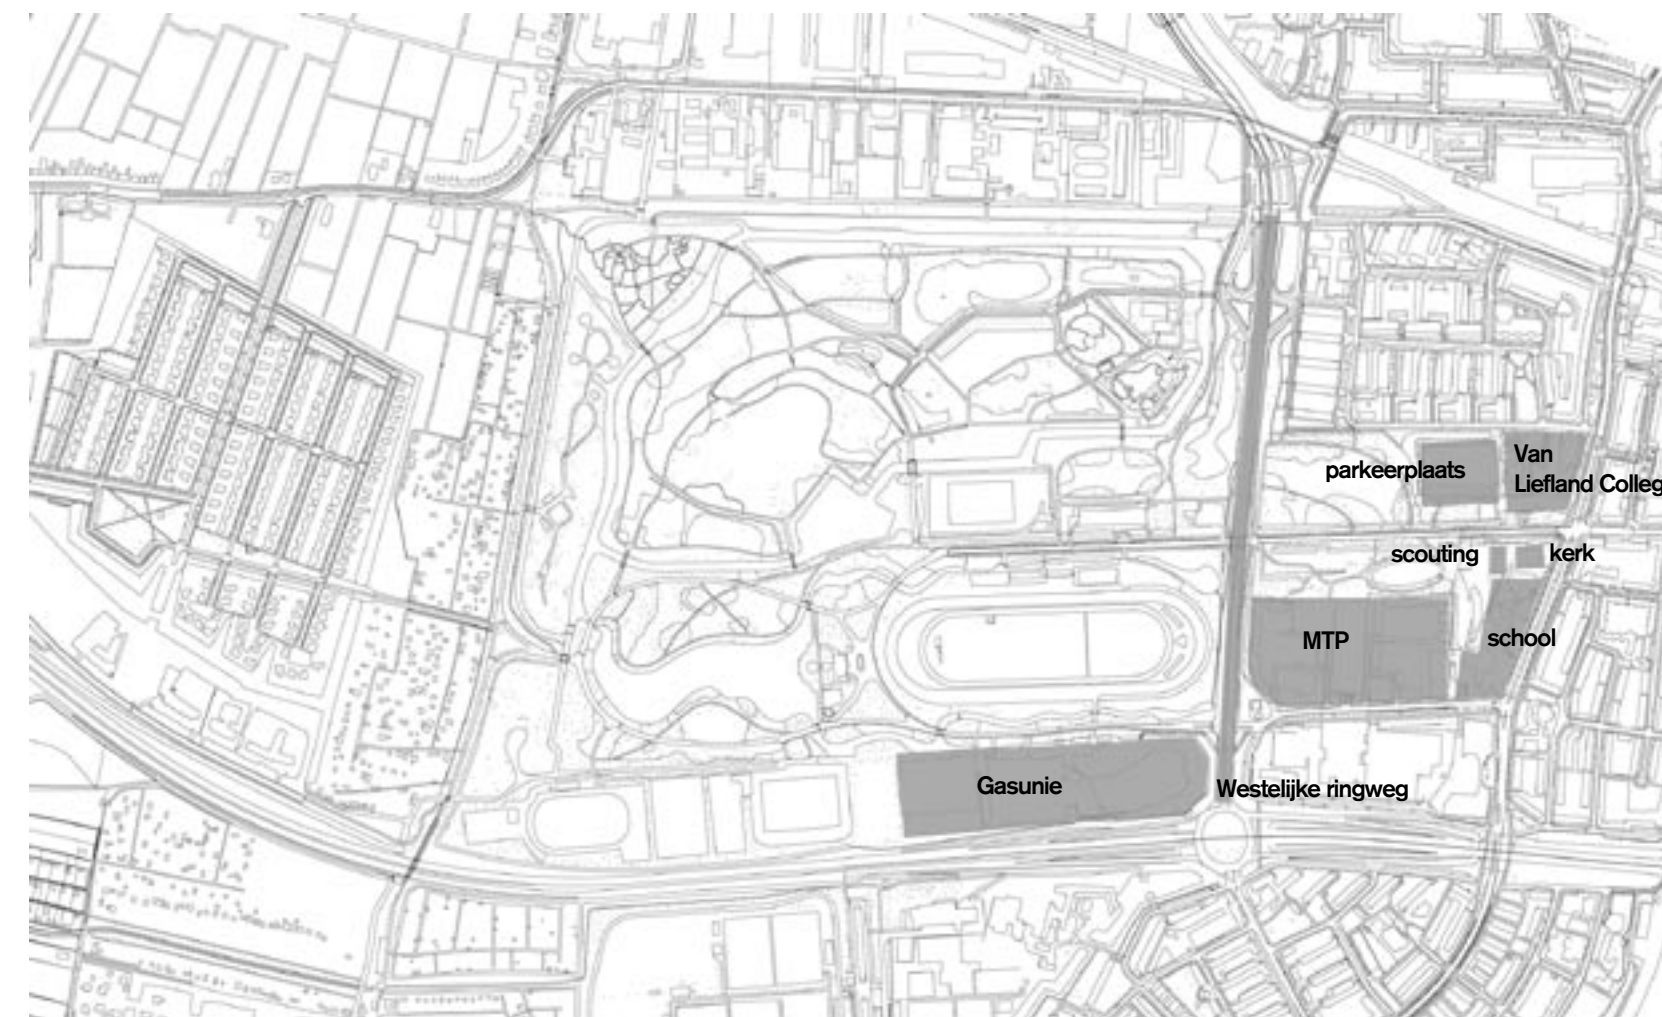 parkeerplaats
Van
Liefland Colleg
scouting
kerk
MTP
school
Gasunie
Westelijke ringweg